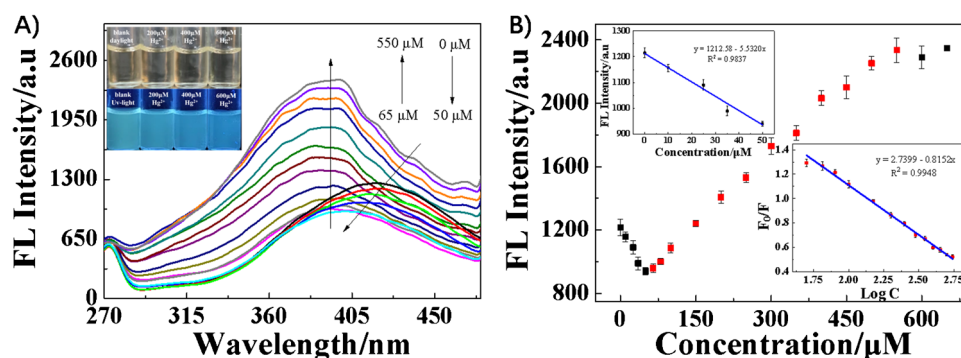 A)
blank daylight
200μM Hg²⁺
400μM Hg²⁺
600μM Hg²⁺
blank Uv-light
200μM Hg²⁺
400μM Hg²⁺
600μM Hg²⁺
550 μM
0 μM
65 μM
50 μM
FL Intensity/a.u
2600
1950
1300
650
0
270
315
360
405
450
Wavelength/nm
B)
FL Intensity/a.u
2400
2000
1600
1200
800
0
150
300
450
600
Concentration/μM
FL Intensity/a.u
1300
1200
1100
1000
900
0
10
20
30
40
50
Concentration/μM
y = 1212.58 - 5.5320x
R² = 0.9837
F₀/F
1.4
1.2
1.0
0.8
0.6
0.4
1.75
2.00
2.25
2.50
2.75
Log C
y = 2.7399 - 0.8152x
R² = 0.9948